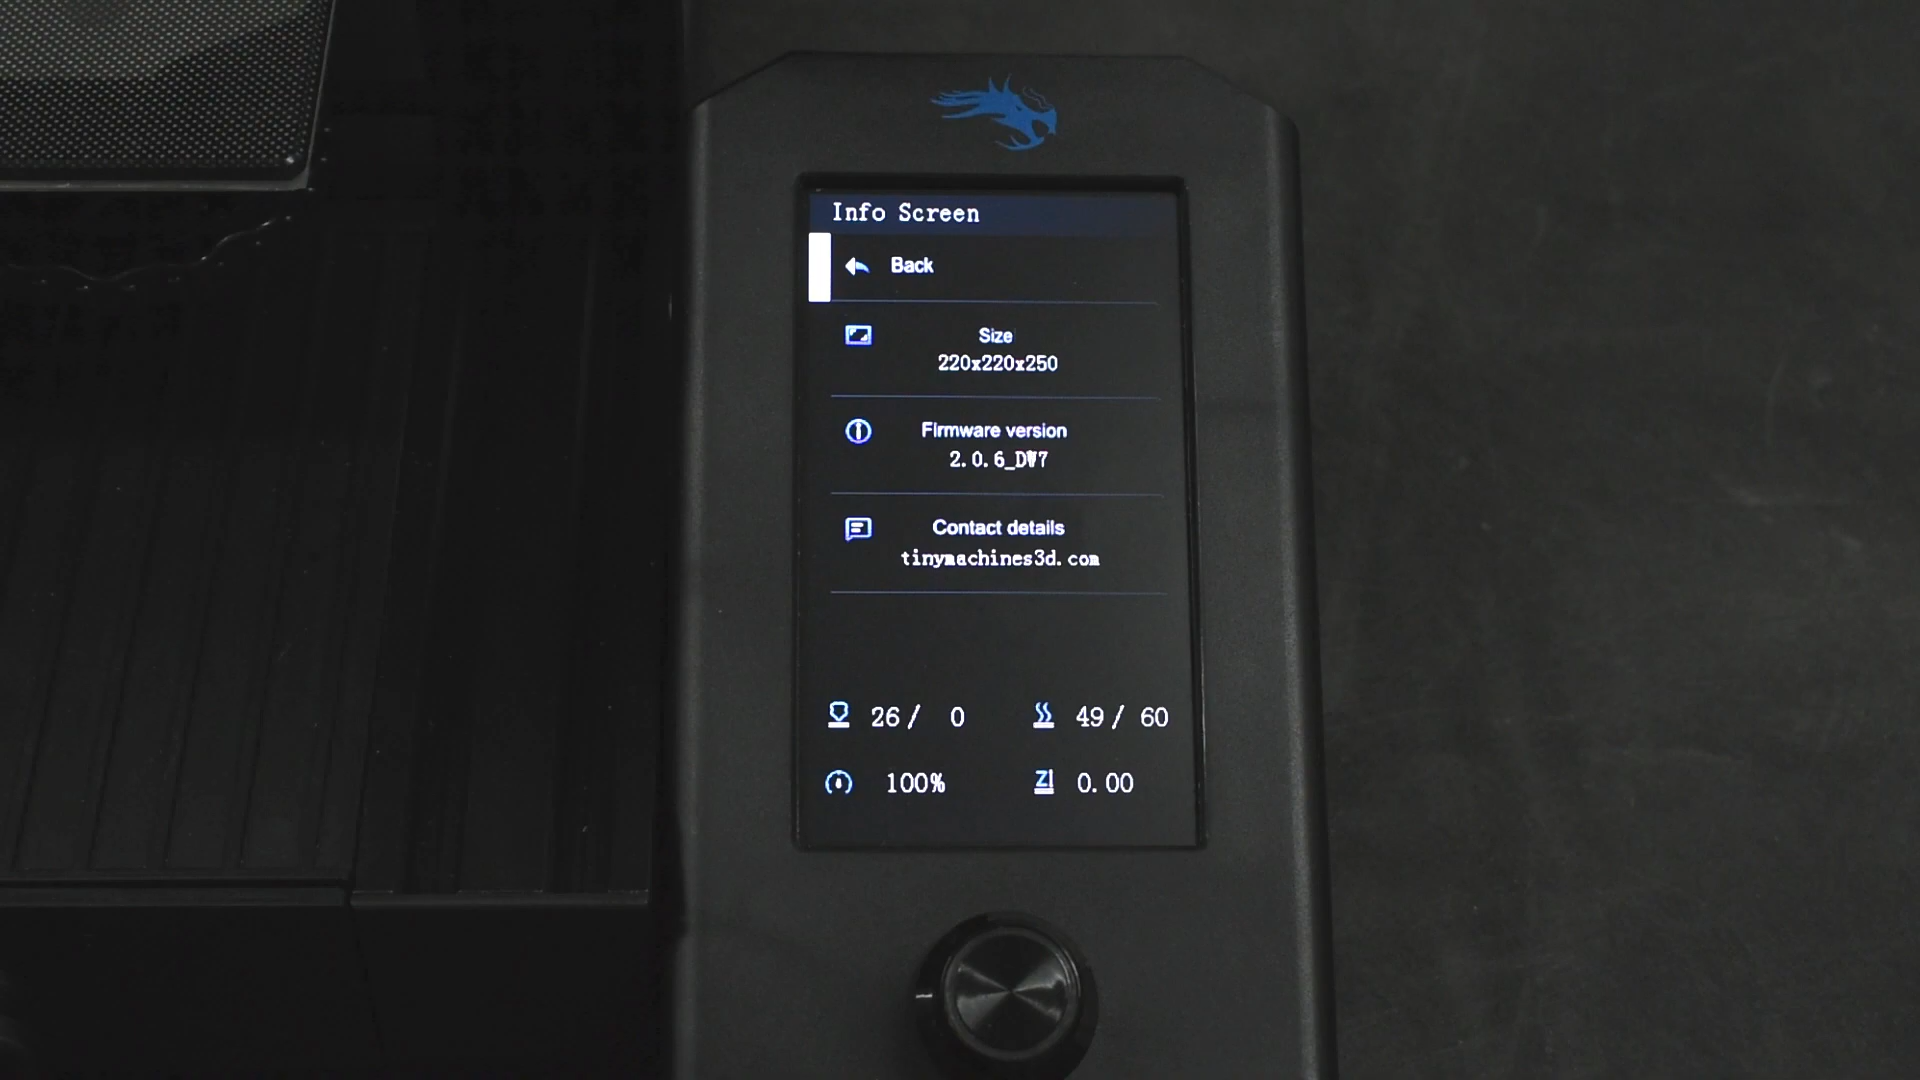 Info Screen
Back
Size
220x220x250
Firmware version
2.0.6_DW7
Contact details
tinymachines3d.com
26 / 0 49 / 60
100% Z 0.00